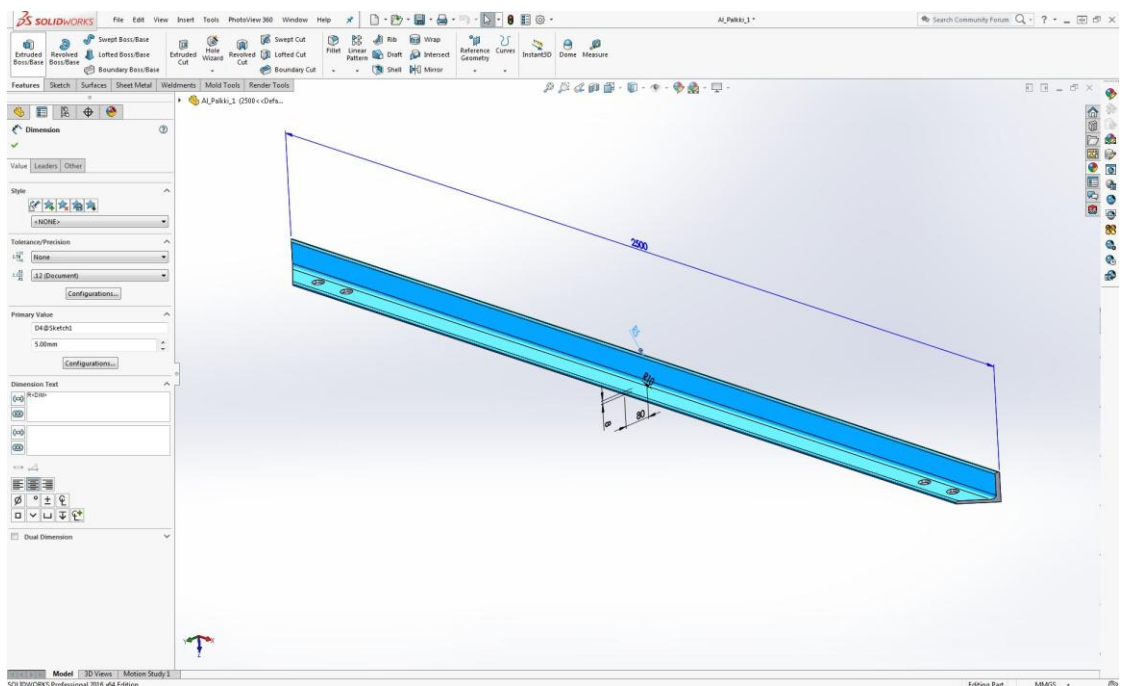 SOLIDWORKS File Edit View Insert Tools PhotoView 360 Window Help
Search Community Forum
Extruded Boss/Base
Revolved Boss/Base
Swept Boss/Base
Lofted Boss/Base
Boundary Boss/Base
Extruded Cut
Hole Wizard
Revolved Cut
Swept Cut
Lofted Cut
Boundary Cut
Fillet
Linear Pattern
Rib
Draft
Shell
Wrap
Intersect
Mirror
Reference Geometry
Curves
Instant3D
Dome
Measure
Features Sketch Surfaces Sheet Metal Weldments Mold Tools Render Tools
Dimension
Value Leaders Other
Style
<NONE>
Tolerance/Precision
None
.12 (Document)
Configurations...
Primary Value
D4@Sketch1
5.00mm
Configurations...
Dimension Text
R<DIM>
Dual Dimension
2500
R10
80
Model 3D Views Motion Study 1
SOLIDWORKS Professional 2016 x64 Edition
Editing Part MMGS